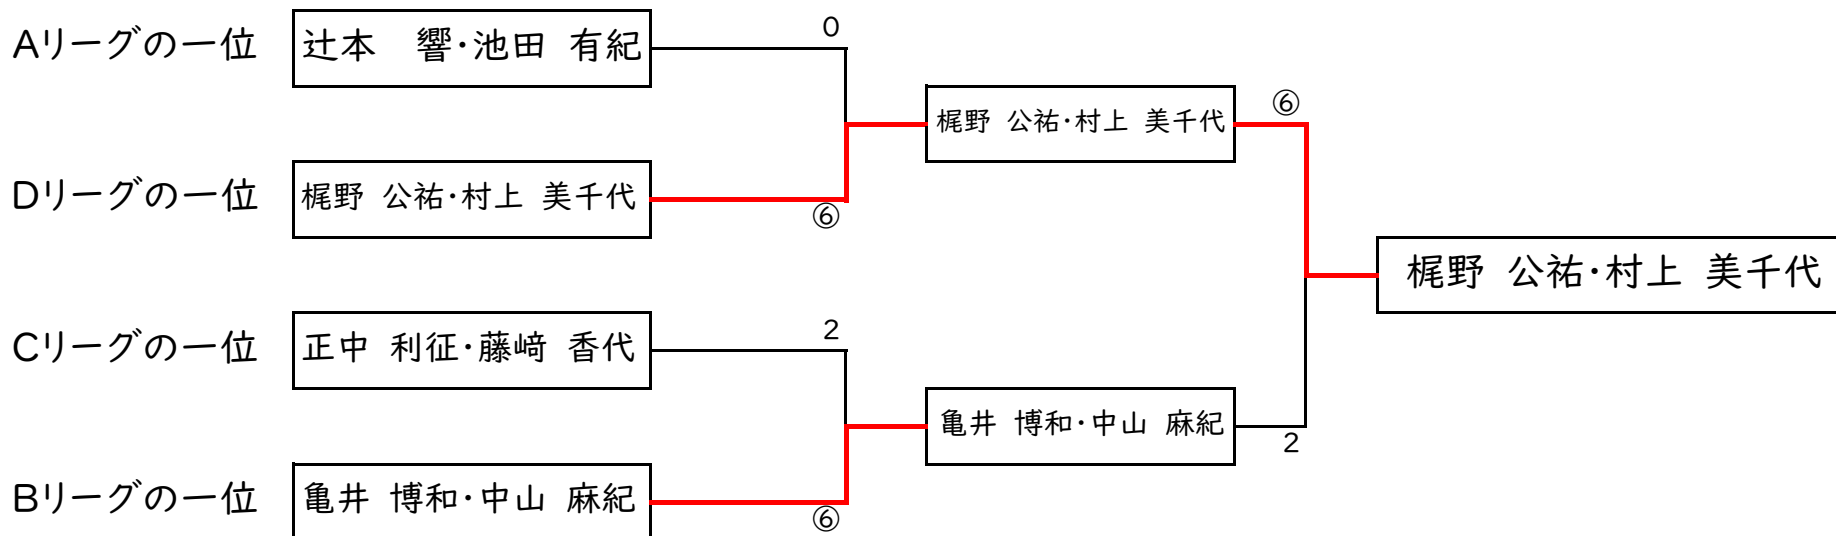 Aリーグの一位 辻本　響・池田 有紀 0
梶野 公祐・村上 美千代 ⑥
Dリーグの一位 梶野 公祐・村上 美千代 ⑥
梶野 公祐・村上 美千代
Cリーグの一位 正中 利征・藤﨑 香代 2
亀井 博和・中山 麻紀 2
Bリーグの一位 亀井 博和・中山 麻紀 ⑥